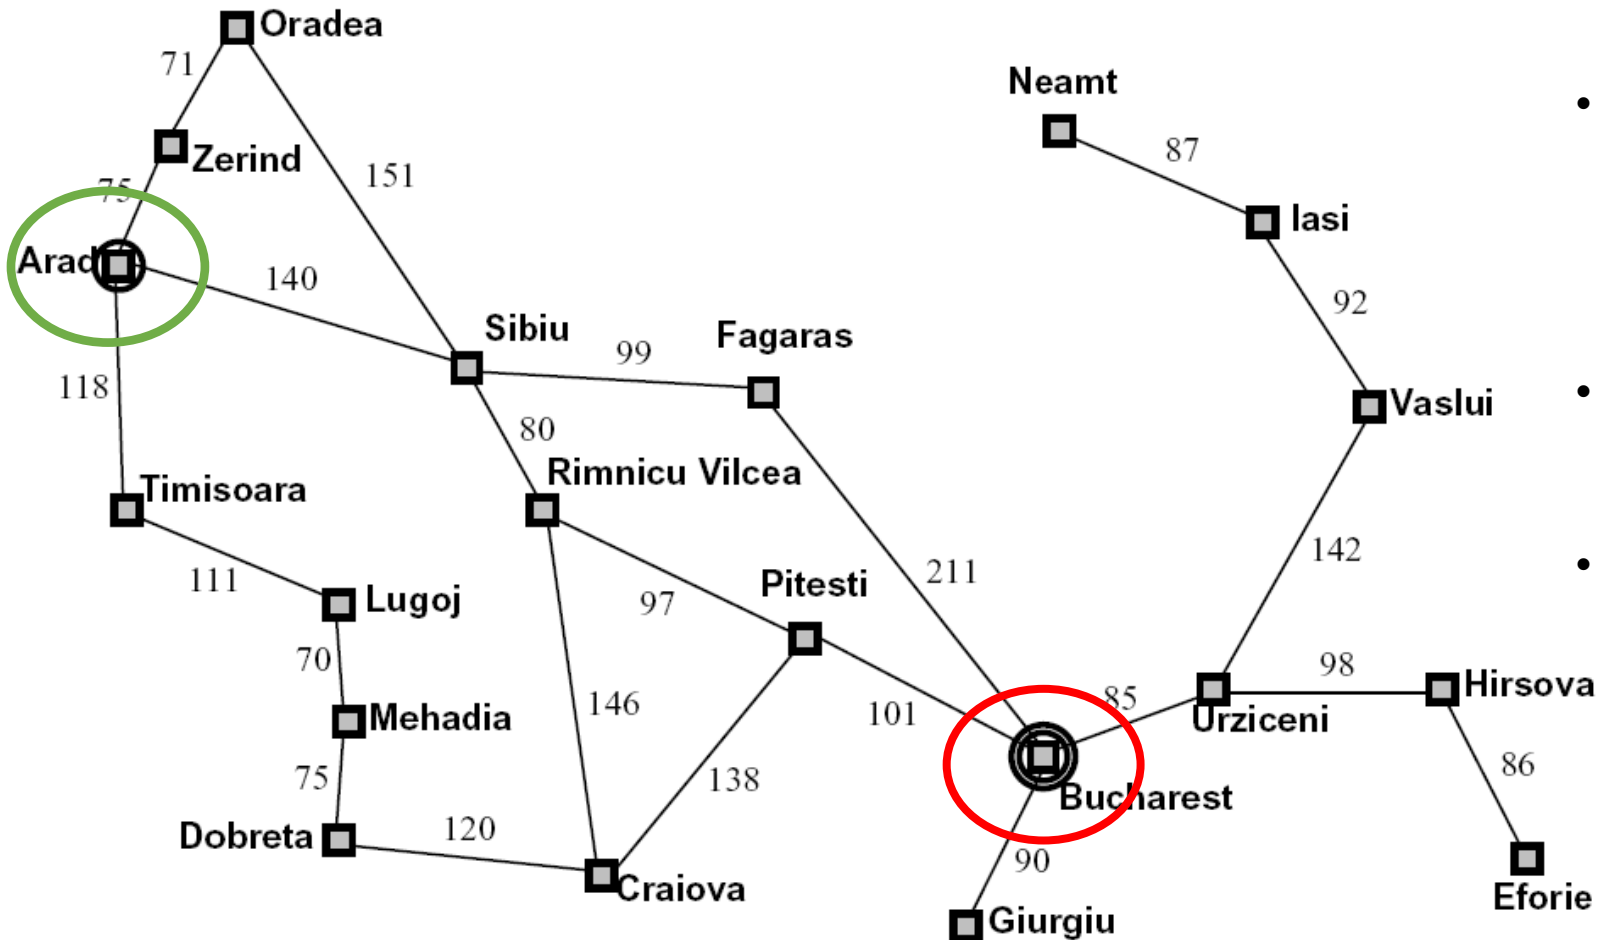 Oradea
71
Neamt
•
87
Zerind
151
75
Iasi
Arad
140
92
Sibiu
Fagaras
99
118
•
Vaslui
80
Rimnicu Vilcea
Timisoara
142
•
111
211
Pitesti
97
Lugoj
70
98
Hirsova
146
85
101
Urziceni
Mehadia
86
75
138
Bucharest
Dobreta
120
90
Craiova
Eforie
Giurgiu